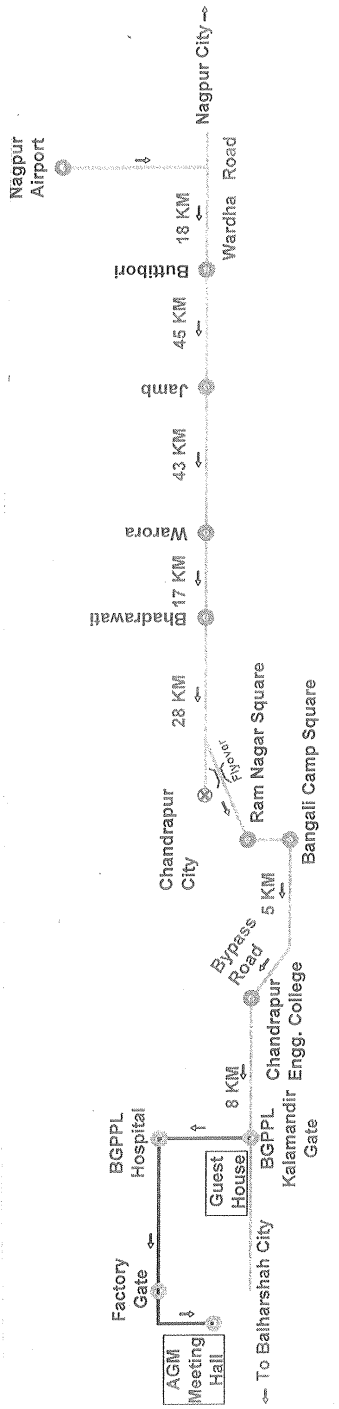 Nagpur
Airport
Nagpur City →
Wardha Road
18 KM
Buttibori
45 KM
Jamb
43 KM
Warora
17 KM
Bhadrawati
28 KM
Flyover
Chandrapur
City
Ram Nagar Square
Bangali Camp Square
5 KM
Bypass
Road
Chandrapur
Engg. College
8 KM
BGPPL
Kalamandir
Gate
Guest
House
BGPPL
Hospital
Factory
Gate
AGM
Meeting
Hall
← To Balharshah City